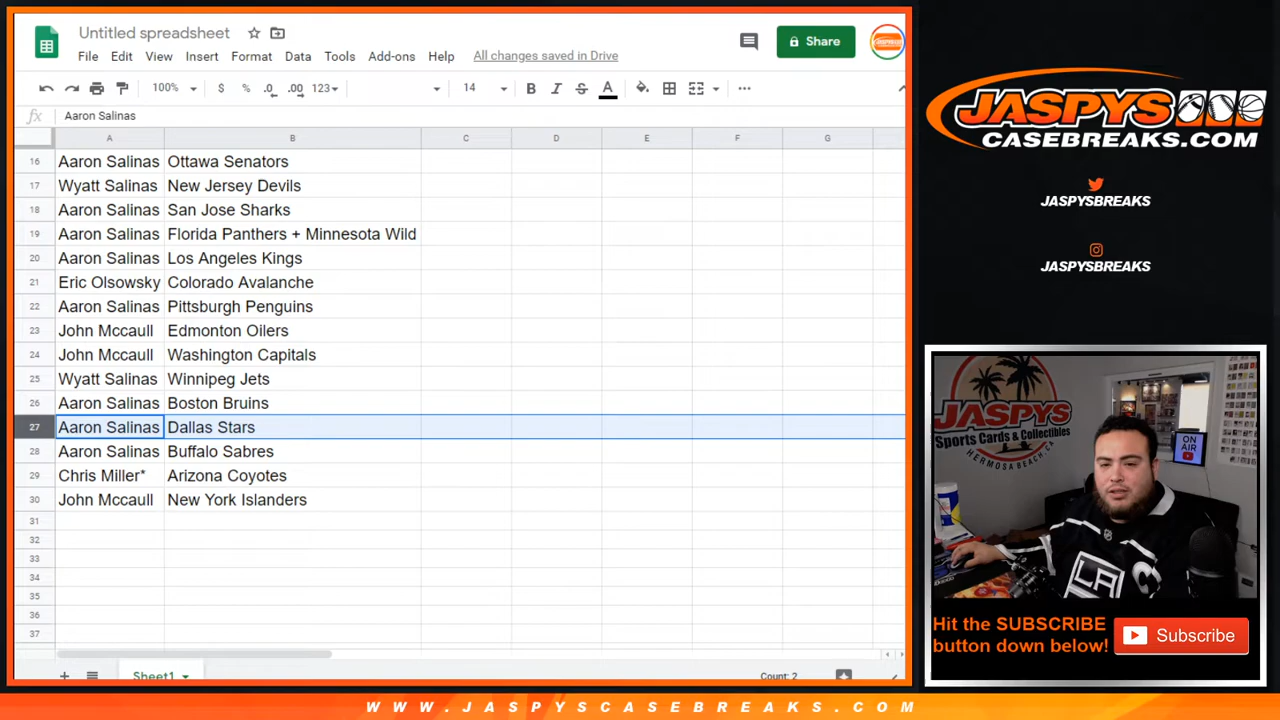 Untitled spreadsheet
File Edit View Insert Format Data Tools Add-ons Help All changes saved in Drive
Share
100% $ % .0 .00 123 14 B I S A
fx Aaron Salinas
A B C D E F G
16 Aaron Salinas Ottawa Senators
17 Wyatt Salinas New Jersey Devils
18 Aaron Salinas San Jose Sharks
19 Aaron Salinas Florida Panthers + Minnesota Wild
20 Aaron Salinas Los Angeles Kings
21 Eric Olsowsky Colorado Avalanche
22 Aaron Salinas Pittsburgh Penguins
23 John Mccaull Edmonton Oilers
24 John Mccaull Washington Capitals
25 Wyatt Salinas Winnipeg Jets
26 Aaron Salinas Boston Bruins
27 Aaron Salinas Dallas Stars
28 Aaron Salinas Buffalo Sabres
29 Chris Miller* Arizona Coyotes
30 John Mccaull New York Islanders
31
32
33
34
35
36
37
Sheet1 Count: 2
JASPYS
CASEBREAKS.COM
JASPYSBREAKS
JASPYSBREAKS
JASPYS
Sports Cards & Collectibles
HERMOSA BEACH, CA
ON AIR
LA
C
Hit the SUBSCRIBE
button down below!
Subscribe
WWW.JASPYSCASEBREAKS.COM